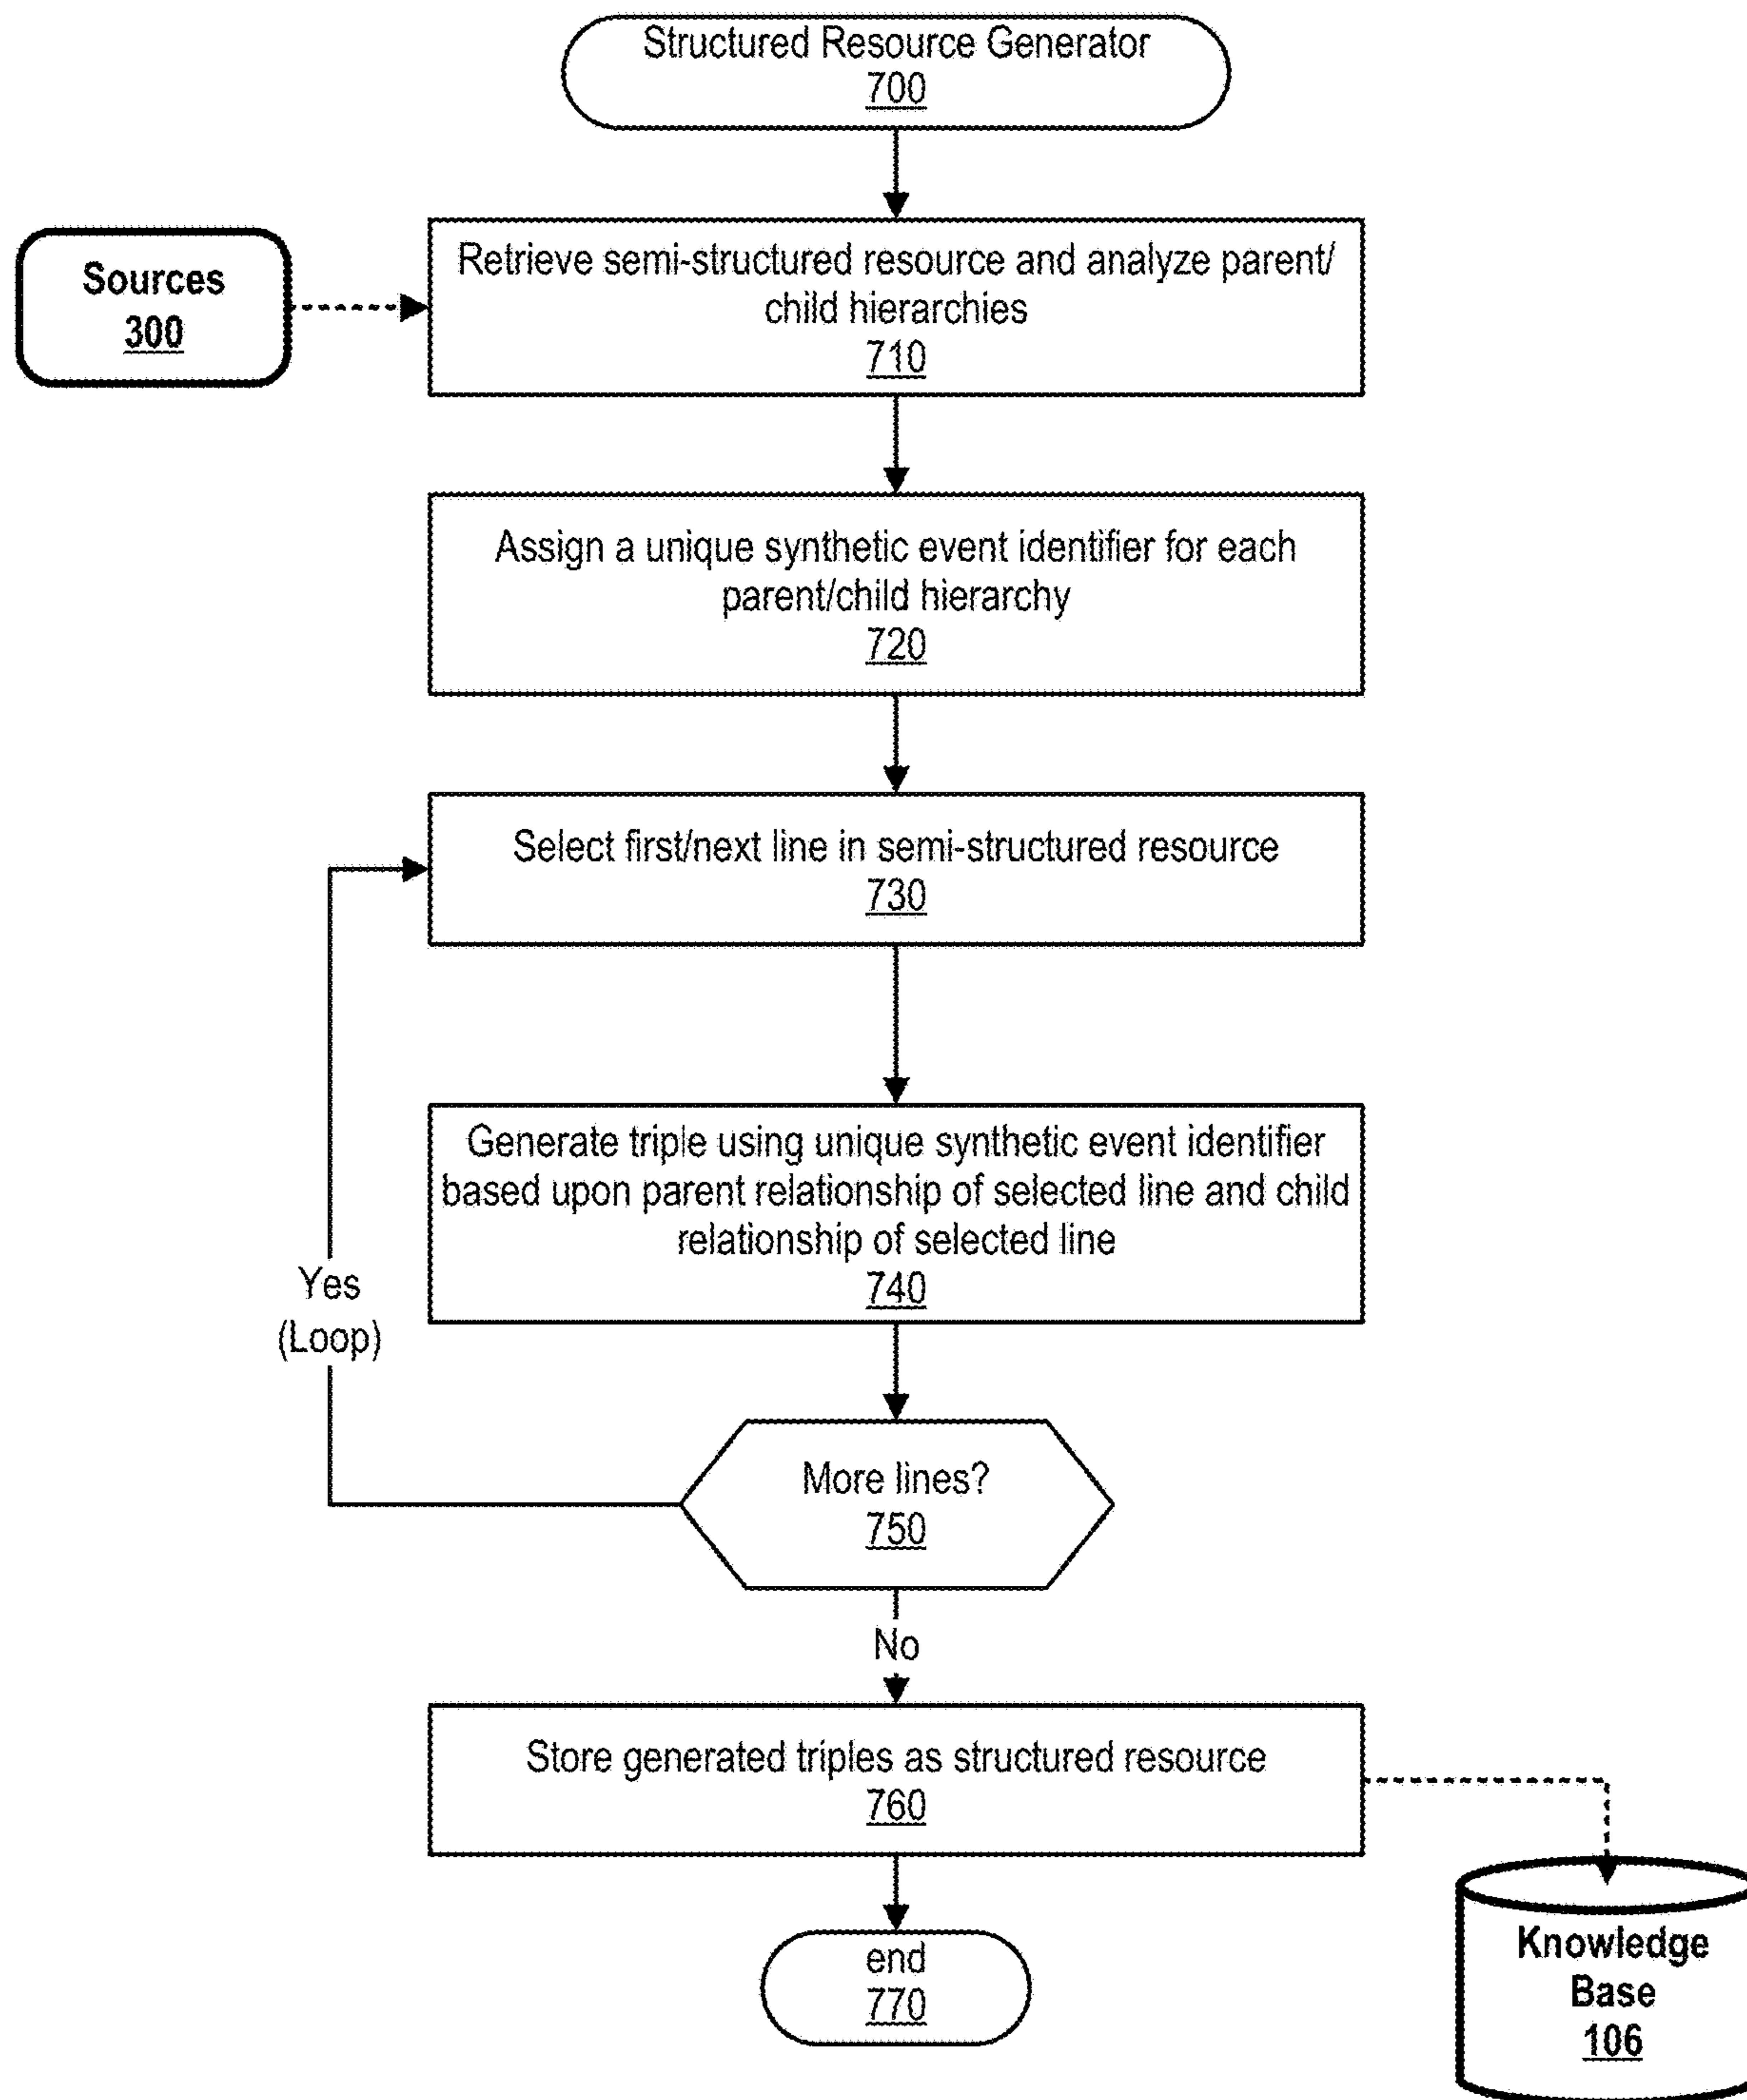 Structured Resource Generator
700
Sources
300
Retrieve semi-structured resource and analyze parent/
child hierarchies
710
Assign a unique synthetic event identifier for each
parent/child hierarchy
720
Select first/next line in semi-structured resource
730
Generate triple using unique synthetic event identifier
based upon parent relationship of selected line and child
relationship of selected line
740
Yes
(Loop)
More lines?
750
No
Store generated triples as structured resource
760
end
770
Knowledge
Base
106